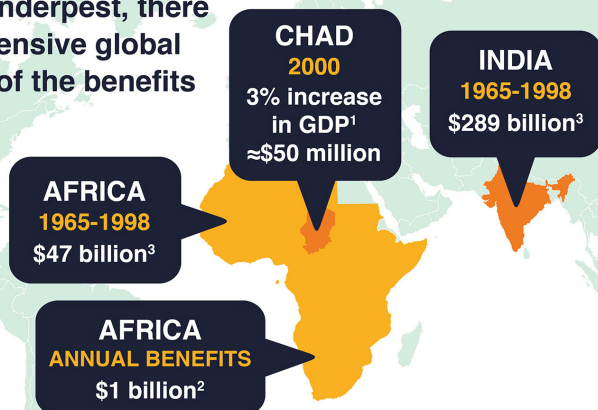 nderpest, there
ensive global
of the benefits
CHAD
2000
3% increase
in GDP¹
≈$50 million
INDIA
1965-1998
$289 billion³
AFRICA
1965-1998
$47 billion³
AFRICA
ANNUAL BENEFITS
$1 billion²